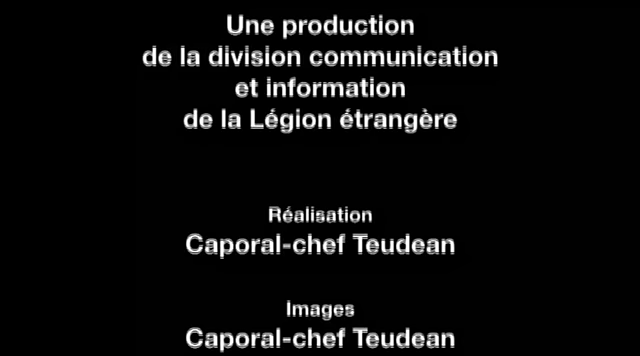 Une production
de la division communication
et information
de la Légion étrangère
Réalisation
Caporal-chef Teudean
Images
Caporal-chef Teudean